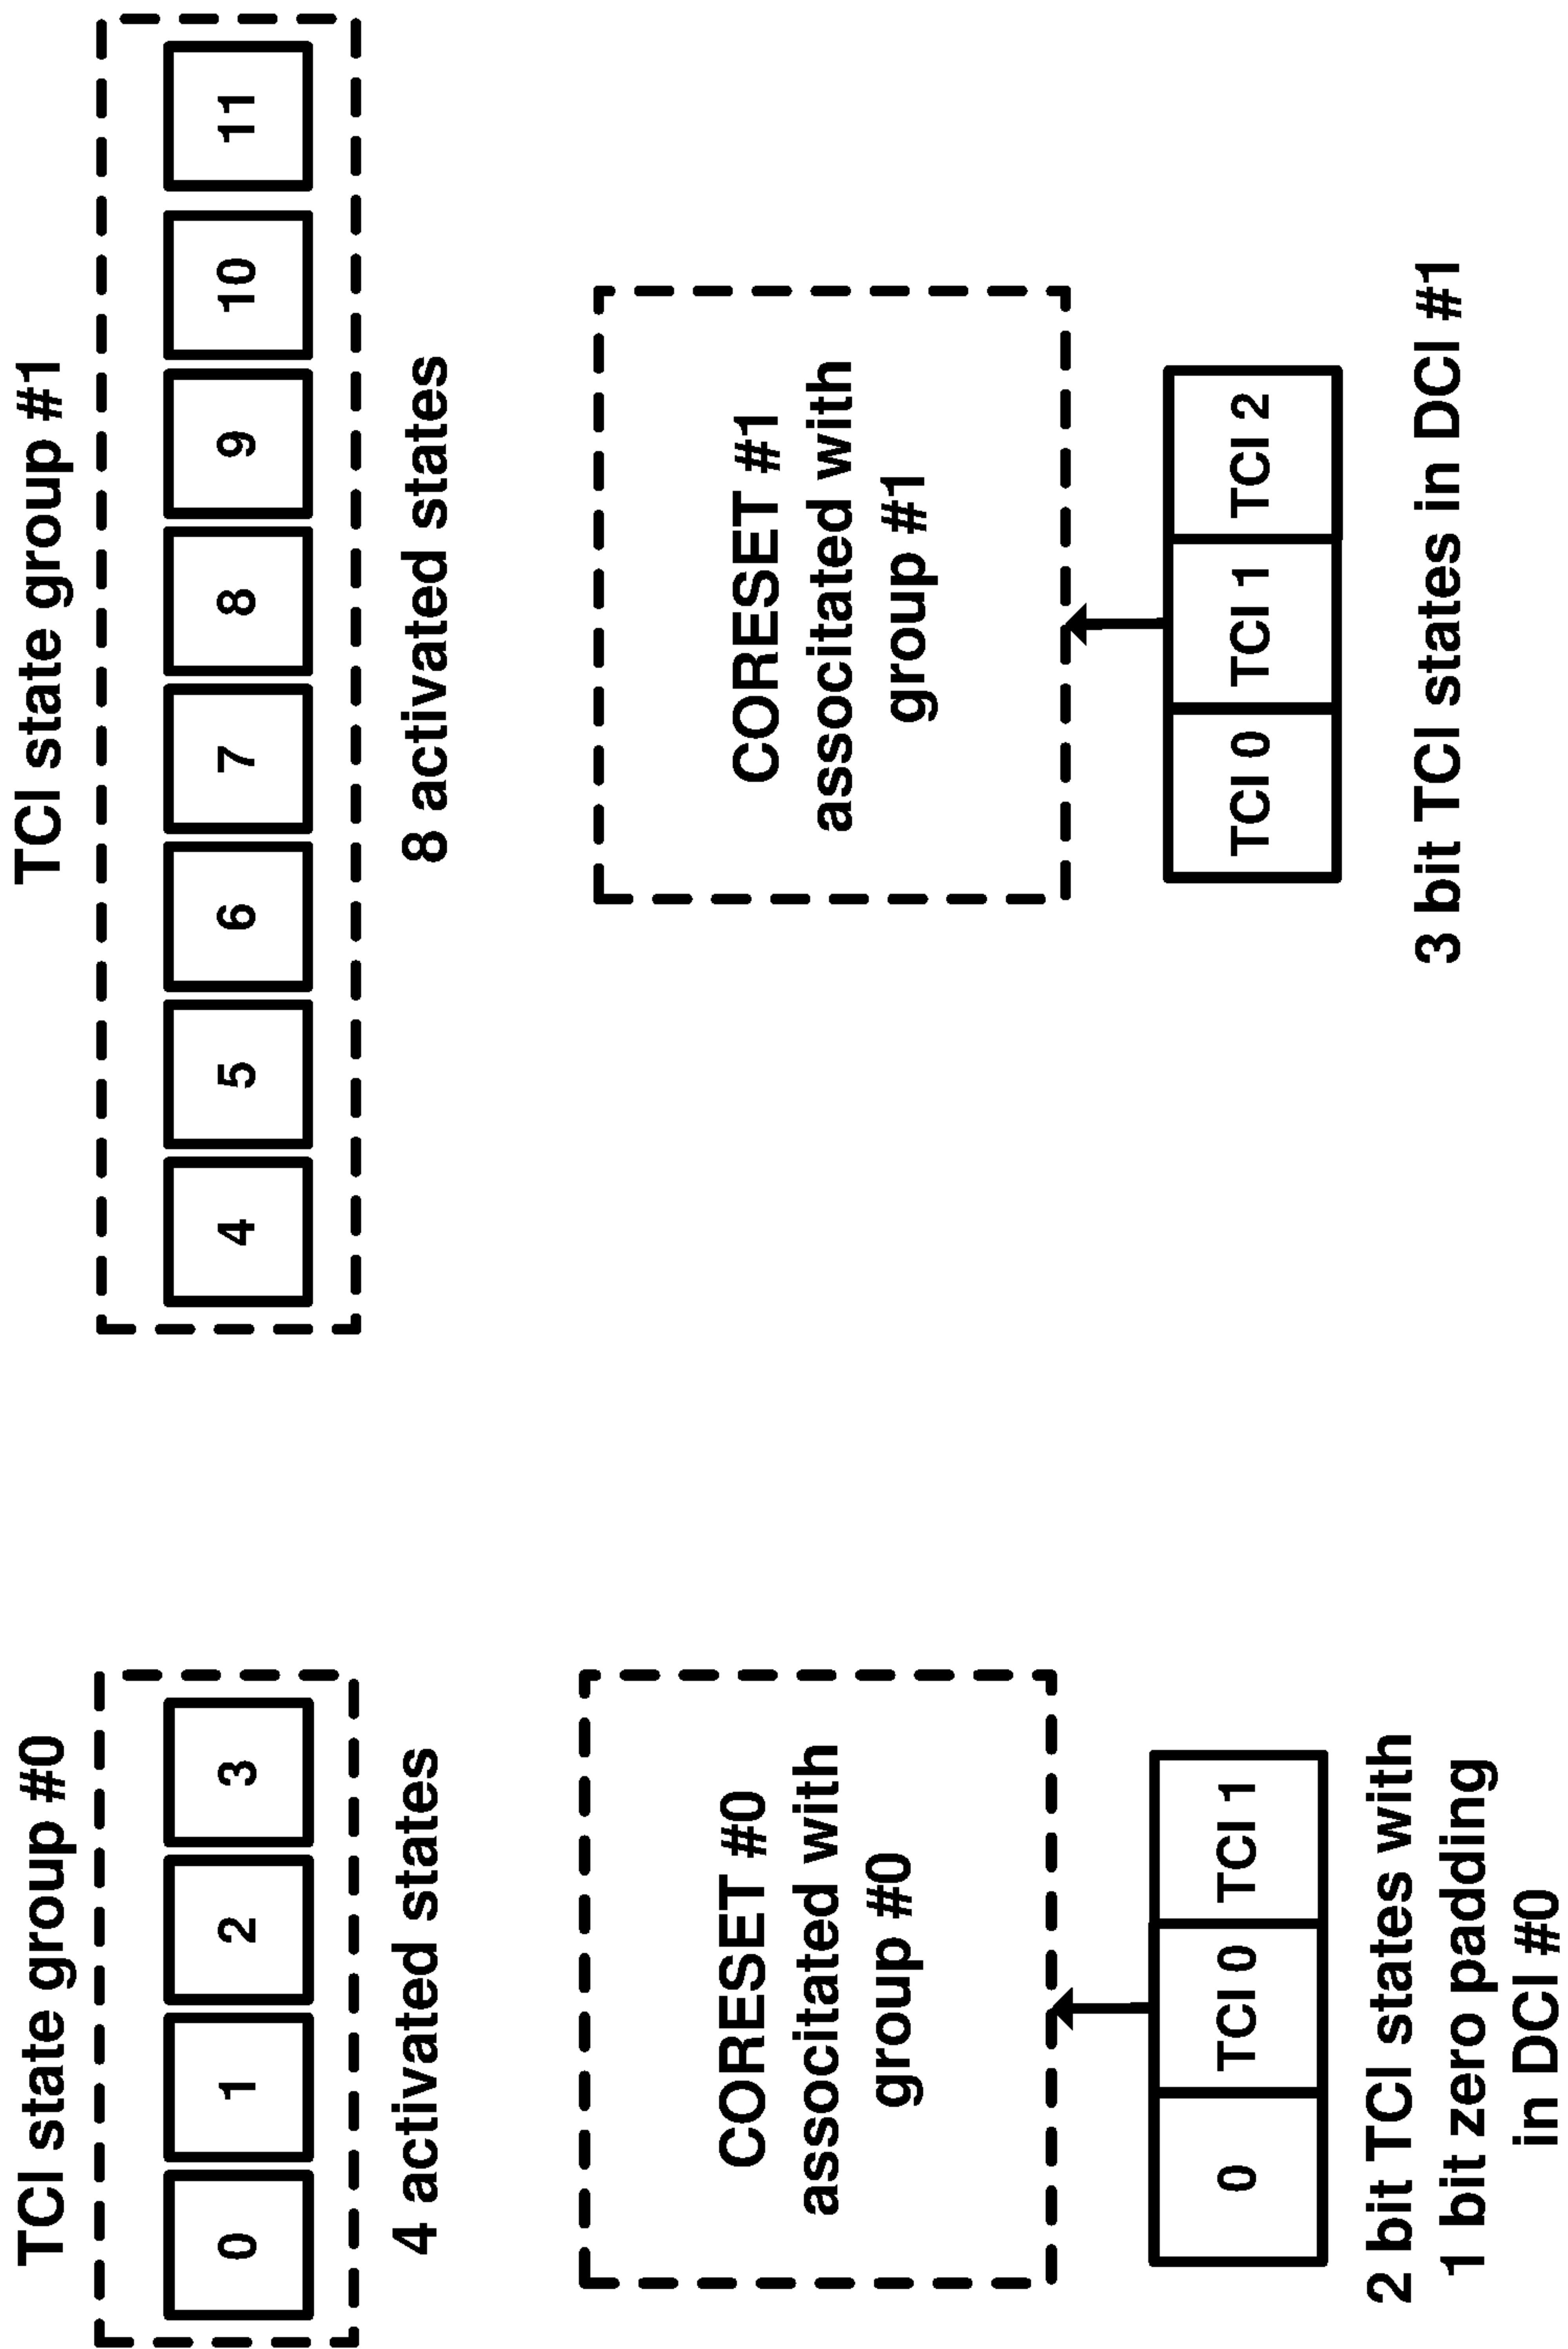 TCI state group #0
0 1 2 3
4 activated states
CORESET #0
associtated with
group #0
0 TCI 0 TCI 1
2 bit TCI states with
1 bit zero padding
in DCI #0
TCI state group #1
4 5 6 7 8 9 10 11
8 activated states
CORESET #1
associtated with
group #1
TCI 0 TCI 1 TCI 2
3 bit TCI states in DCI #1